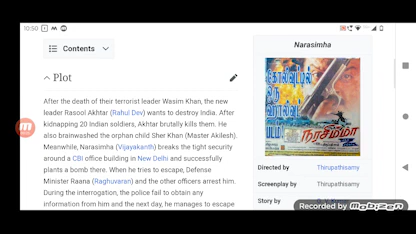 10:50
Contents
Plot
After the death of their terrorist leader Wasim Khan, the new
leader Rasool Akhtar (Rahul Dev) wants to destroy India. After
kidnapping 20 Indian soldiers, Akhtar brutally kills them. He
also brainwashed the orphan child Sher Khan (Master Akilesh).
Meanwhile, Narasimha (Vijayakanth) breaks the tight security
around a CBI office building in New Delhi and successfully
plants a bomb there. When he tries to escape, Defense
Minister Raana (Raghuvaran) and the other officers arrest him.
During the interrogation, the police fail to obtain any
information from him and the next day, he manages to escape
Narasimha
கோலிவுட்டில்
ஒரு
ஹாலிவுட்
படம்
நரசிம்மா
Directed by Thirupathisamy
Screenplay by Thirupathisamy
Story by
Recorded by mobizen